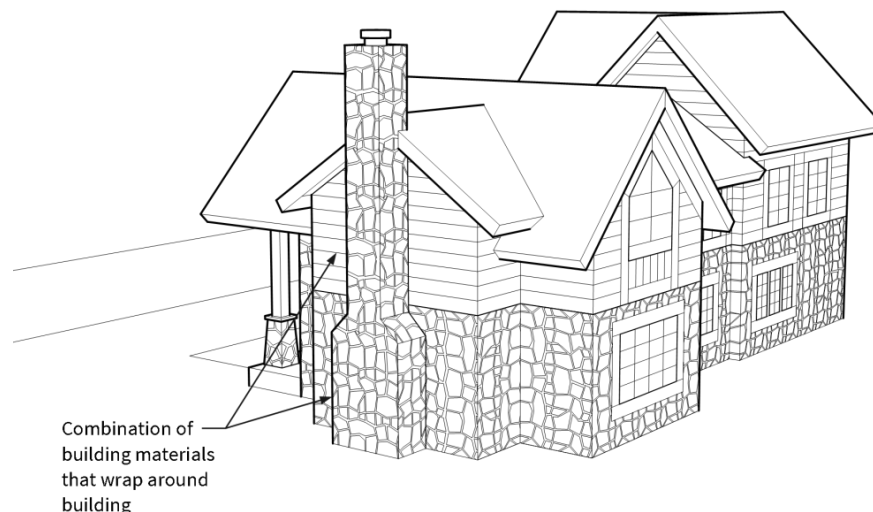 Combination of
building materials
that wrap around
building